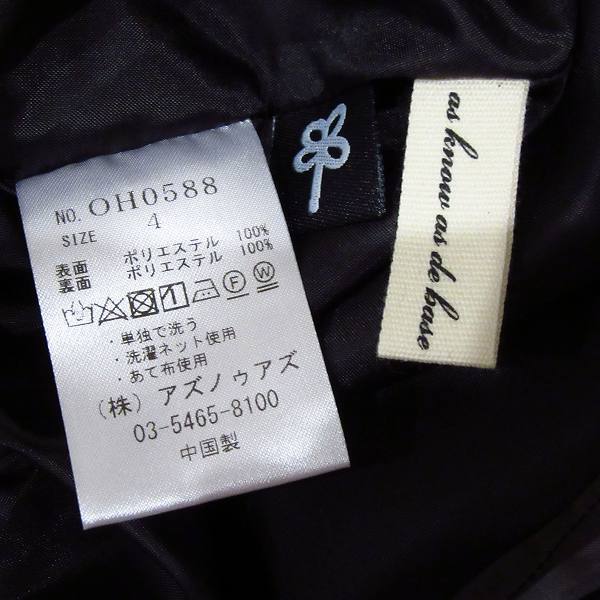 NO. OH0588
SIZE 4
表面 ポリエステル 100%
裏面 ポリエステル 100%
F W
・単独で洗う
・洗濯ネット使用
・あて布使用
(株) アズノゥアズ
03-5465-8100
中国製
as know as de base